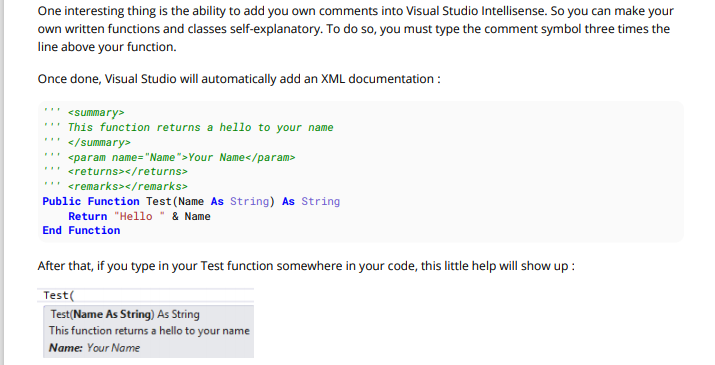 One interesting thing is the ability to add you own comments into Visual Studio Intellisense. So you can make your
own written functions and classes self-explanatory. To do so, you must type the comment symbol three times the
line above your function.
Once done, Visual Studio will automatically add an XML documentation :
''' <summary>
''' This function returns a hello to your name
''' </summary>
''' <param name="Name">Your Name</param>
''' <returns></returns>
''' <remarks></remarks>
Public Function Test(Name As String) As String
    Return "Hello " & Name
End Function
After that, if you type in your Test function somewhere in your code, this little help will show up :
Test(
Test(Name As String) As String
This function returns a hello to your name
Name: Your Name